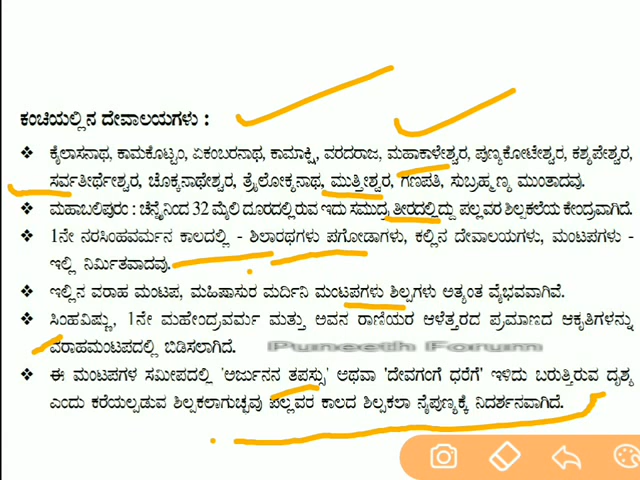 ಕಂಚಿಯಲ್ಲಿನ ದೇವಾಲಯಗಳು :
❖ ಕೈಲಾಸನಾಥ, ಕಾಮಕೊಟ್ಟಂ, ಏಕಂಬರನಾಥ, ಕಾಮಾಕ್ಷಿ, ವರದರಾಜ, ಮಹಾಕಾಳೇಶ್ವರ, ಪುಣ್ಯಕೋಟೇಶ್ವರ, ಕಶ್ಯಪೇಶ್ವರ,
ಸರ್ವತೀರ್ಥೇಶ್ವರ, ಚೊಕ್ಕನಾಥೇಶ್ವರ, ತ್ರೈಲೋಕ್ಯನಾಥ, ಮುತ್ತೀಶ್ವರ, ಗಣಪತಿ, ಸುಬ್ರಹ್ಮಣ್ಯ ಮುಂತಾದವು.
❖ ಮಹಾಬಲಿಪುರಂ : ಚೆನ್ನೈನಿಂದ 32 ಮೈಲಿ ದೂರದಲ್ಲಿರುವ ಇದು ಸಮುದ್ರ ತೀರದಲ್ಲಿದ್ದು ಪಲ್ಲವರ ಶಿಲ್ಪಕಲೆಯ ಕೇಂದ್ರವಾಗಿದೆ.
❖ 1ನೇ ನರಸಿಂಹವರ್ಮನ ಕಾಲದಲ್ಲಿ - ಶಿಲಾರಥಗಳು ಪಗೋಡಾಗಳು, ಕಲ್ಲಿನ ದೇವಾಲಯಗಳು, ಮಂಟಪಗಳು -
ಇಲ್ಲಿ ನಿರ್ಮಿತವಾದವು.
❖ ಇಲ್ಲಿನ ವರಾಹ ಮಂಟಪ, ಮಹಿಷಾಸುರ ಮರ್ದಿನಿ ಮಂಟಪಗಳು ಶಿಲ್ಪಗಳು ಅತ್ಯಂತ ವೈಭವವಾಗಿವೆ.
❖ ಸಿಂಹವಿಷ್ಣು, 1ನೇ ಮಹೇಂದ್ರವರ್ಮ ಮತ್ತು ಅವನ ರಾಣಿಯರ ಆಳೆತ್ತರದ ಪ್ರಮಾಣದ ಆಕೃತಿಗಳನ್ನು
ವರಾಹಮಂಟಪದಲ್ಲಿ ಬಿಡಿಸಲಾಗಿದೆ. Puneeth Forum
❖ ಈ ಮಂಟಪಗಳ ಸಮೀಪದಲ್ಲಿ 'ಅರ್ಜುನನ ತಪಸ್ಸು' ಅಥವಾ 'ದೇವಗಂಗೆ ಧರೆಗೆ' ಇಳಿದು ಬರುತ್ತಿರುವ ದೃಶ್ಯ
ಎಂದು ಕರೆಯಲ್ಪಡುವ ಶಿಲ್ಪಕಲಾಗುಚ್ಛವು ಪಲ್ಲವರ ಕಾಲದ ಶಿಲ್ಪಕಲಾ ನೈಪುಣ್ಯಕ್ಕೆ ನಿದರ್ಶನವಾಗಿದೆ.